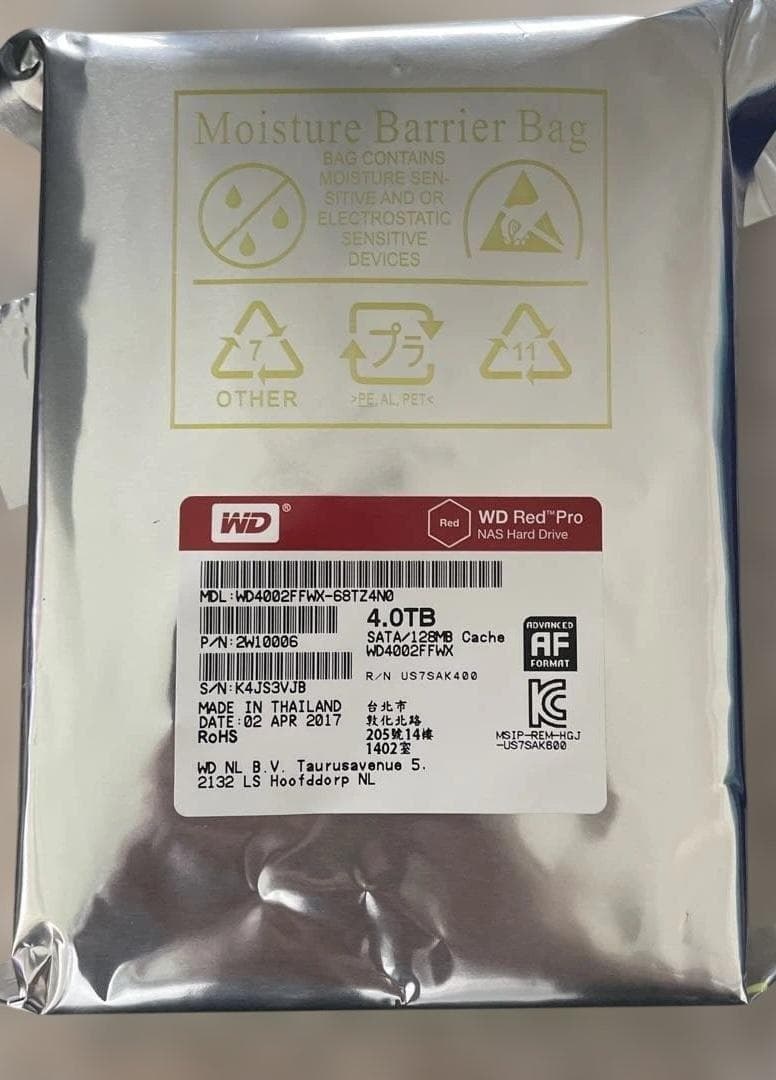 Moisture Barrier Bag
BAG CONTAINS
MOISTURE SEN-
SITIVE AND OR
ELECTROSTATIC
SENSITIVE
DEVICES
7
プラ
11
OTHER
>PE, AL, PET<
WD®
Red
WD Red™Pro
NAS Hard Drive
MDL:WD4002FFWX-68TZ4N0
4.0TB
SATA/128MB Cache
P/N:2W10006
WD4002FFWX
ADVANCED
AF
FORMAT
R/N US7SAK400
S/N:K4JS3VJB
MADE IN THAILAND
DATE:02 APR 2017
RoHS
台北市
敦化北路
205號14樓
1402室
MSIP-REM-HGJ
-US7SAK600
WD NL B.V. Taurusavenue 5.
2132 LS Hoofddorp NL